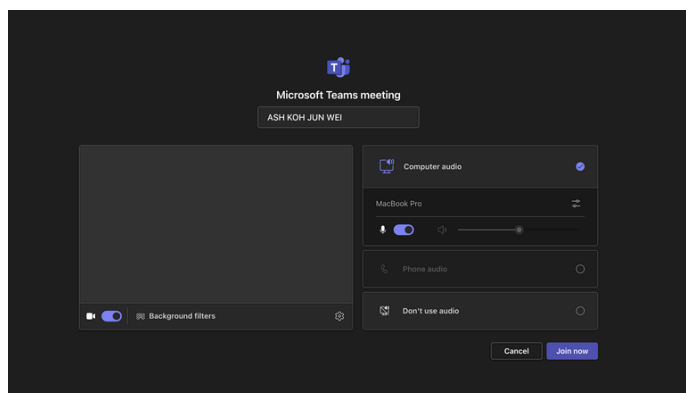 Microsoft Teams meeting
ASH KOH JUN WEI
Computer audio
MacBook Pro
Phone audio
Background filters
Don't use audio
Cancel
Join now